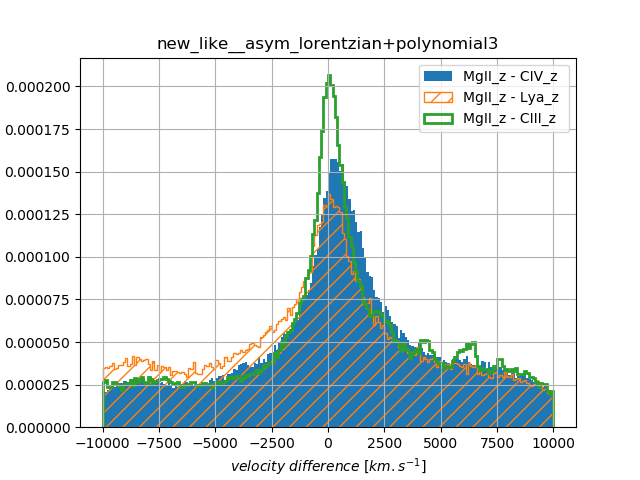 new_like__asym_lorentzian+polynomial3
MgII_z - CIV_z
MgII_z - Lya_z
MgII_z - CIII_z
0.000200
0.000175
0.000150
0.000125
0.000100
0.000075
0.000050
0.000025
0.000000
−10000 −7500 −5000 −2500 0 2500 5000 7500 10000
velocity difference [km.s⁻¹]